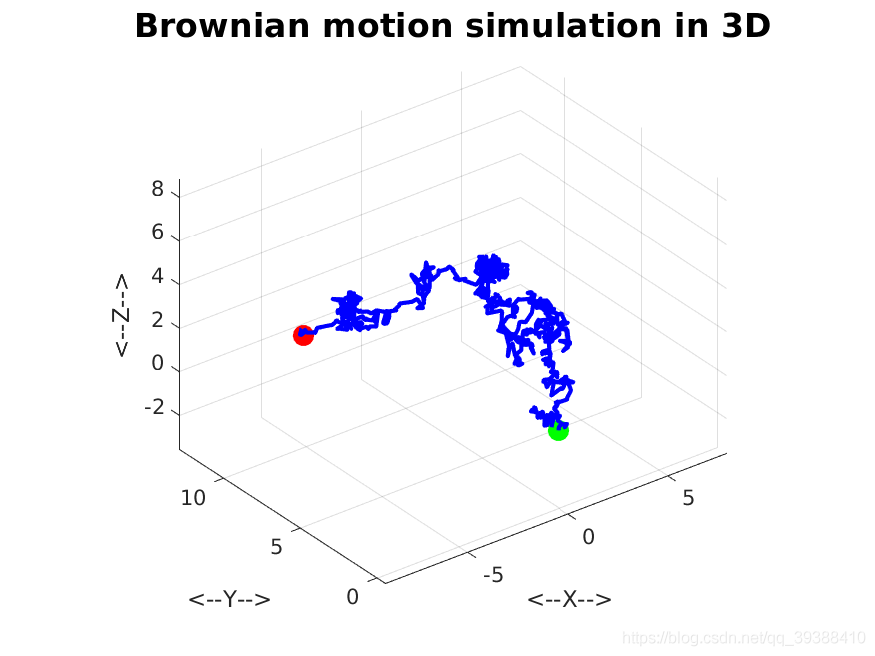 Brownian motion simulation in 3D
8
6
4
2
0
-2
<--Z-->
10
5
0
<--Y-->
-5
0
5
<--X-->
https://blog.csdn.net/qq_39388410